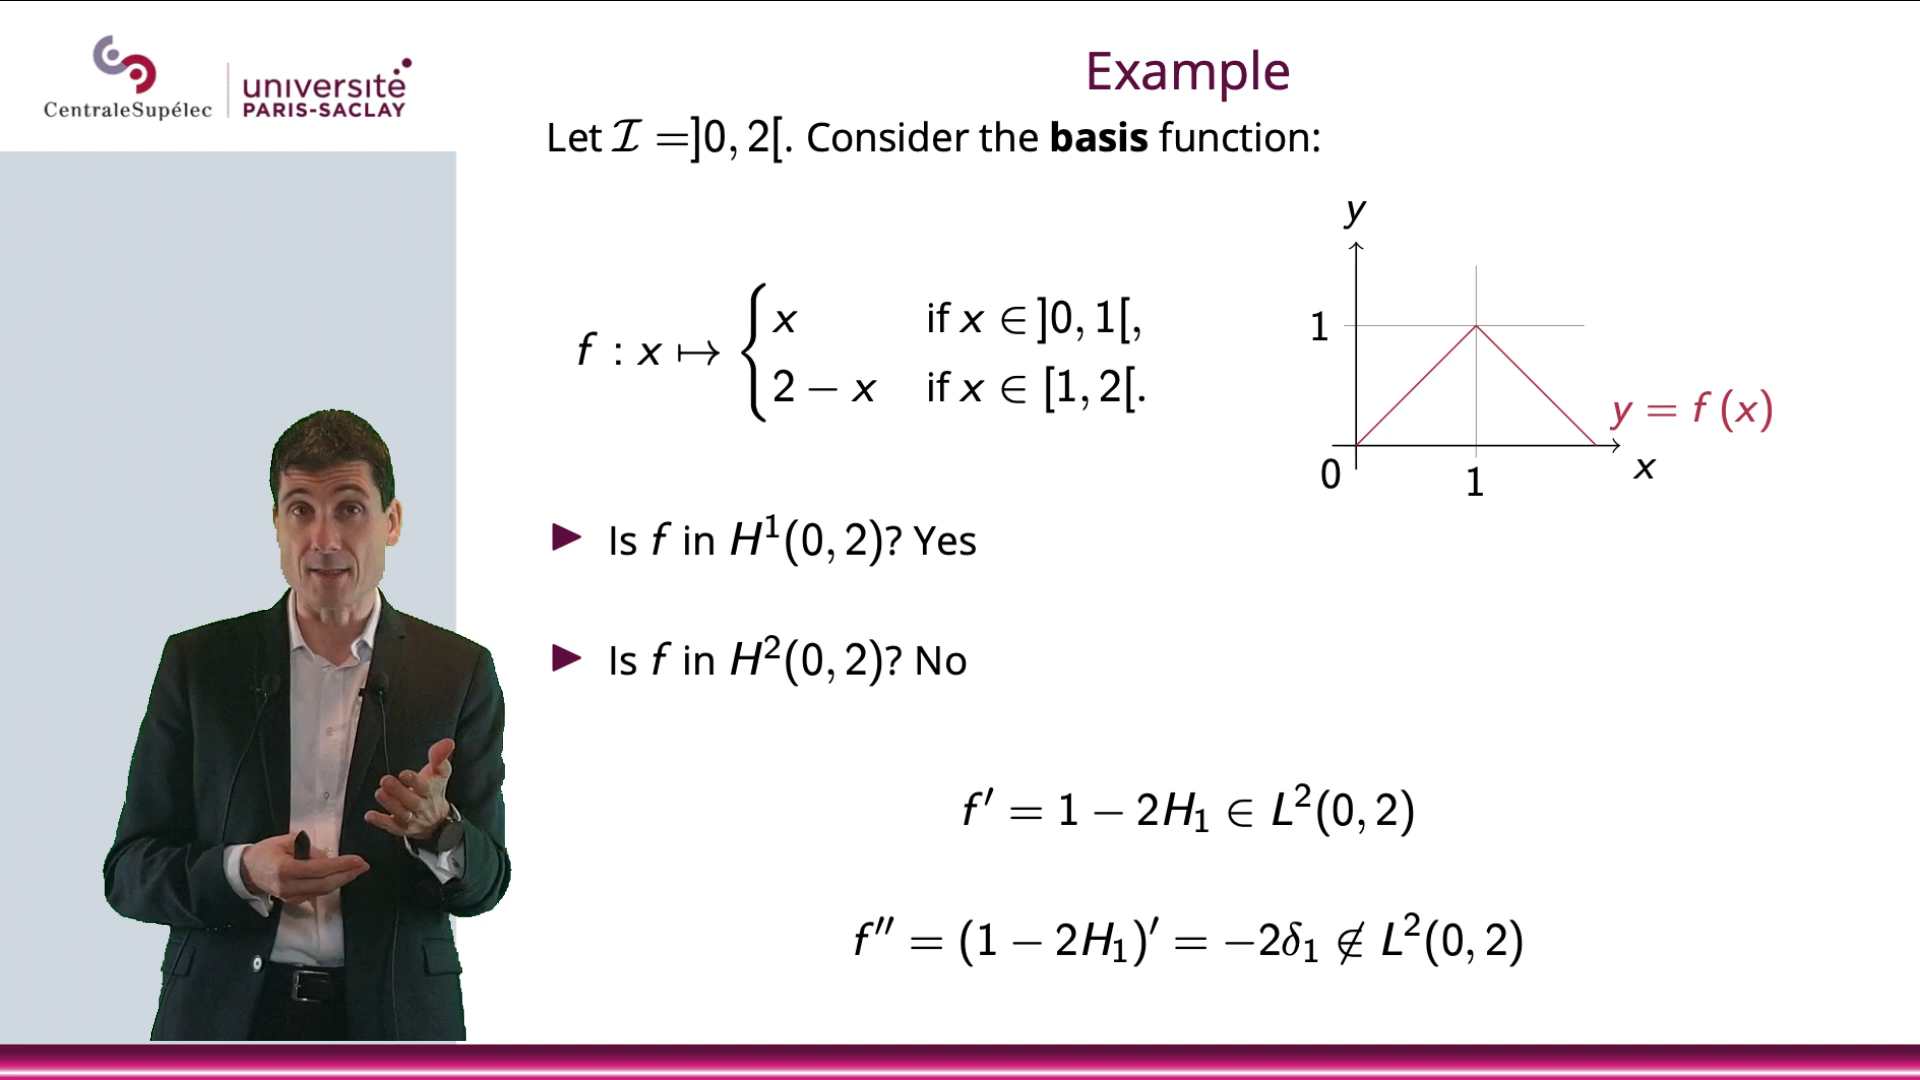 CentraleSupélec
université
PARIS-SACLAY
Example
Let ℐ =]0, 2[. Consider the basis function:
f : x ↦ { x if x ∈ ]0, 1[,
2 − x if x ∈ [1, 2[.
y
1
y = f (x)
0
1
x
▶ Is f in H¹(0, 2)? Yes
▶ Is f in H²(0, 2)? No
f′ = 1 − 2H₁ ∈ L²(0, 2)
f″ = (1 − 2H₁)′ = −2δ₁ ∉ L²(0, 2)